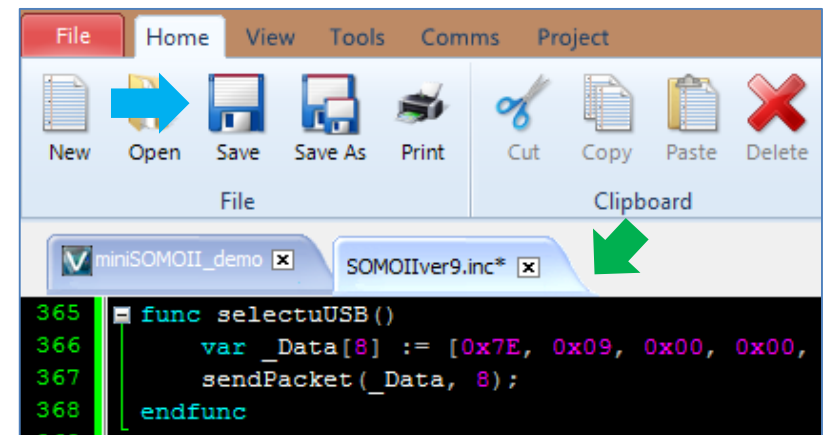 File Home View Tools Comms Project
New Open Save Save As Print Cut Copy Paste Delete
File Clipboard
miniSOMOII_demo SOMOIIver9.inc*
365 func selectuUSB()
366 var _Data[8] := [0x7E, 0x09, 0x00, 0x00,
367 sendPacket(_Data, 8);
368 endfunc